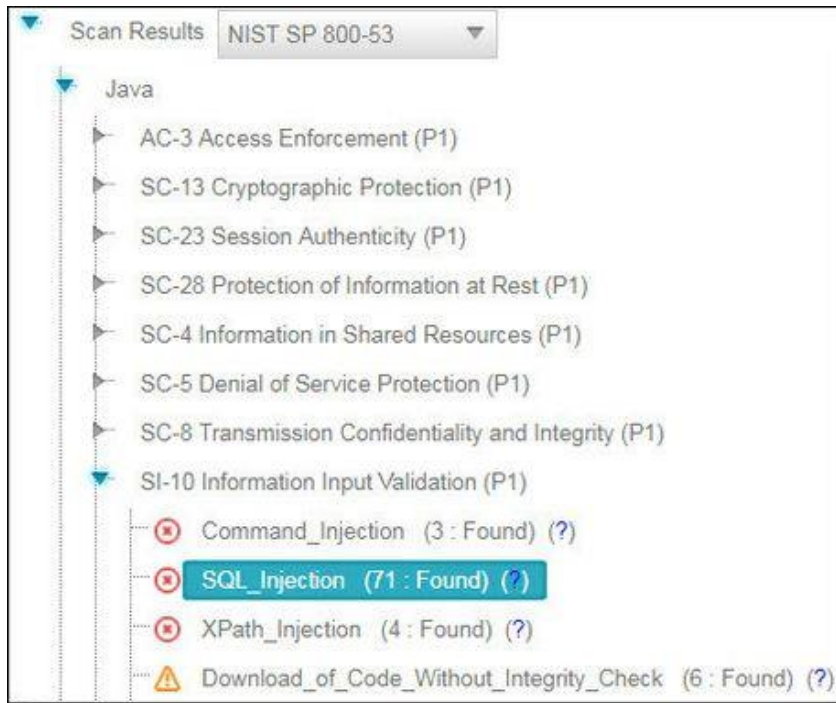 Scan Results NIST SP 800-53
Java
AC-3 Access Enforcement (P1)
SC-13 Cryptographic Protection (P1)
SC-23 Session Authenticity (P1)
SC-28 Protection of Information at Rest (P1)
SC-4 Information in Shared Resources (P1)
SC-5 Denial of Service Protection (P1)
SC-8 Transmission Confidentiality and Integrity (P1)
SI-10 Information Input Validation (P1)
Command_Injection (3 : Found) (?)
SQL_Injection (71 : Found) (?)
XPath_Injection (4 : Found) (?)
Download_of_Code_Without_Integrity_Check (6 : Found) (?)